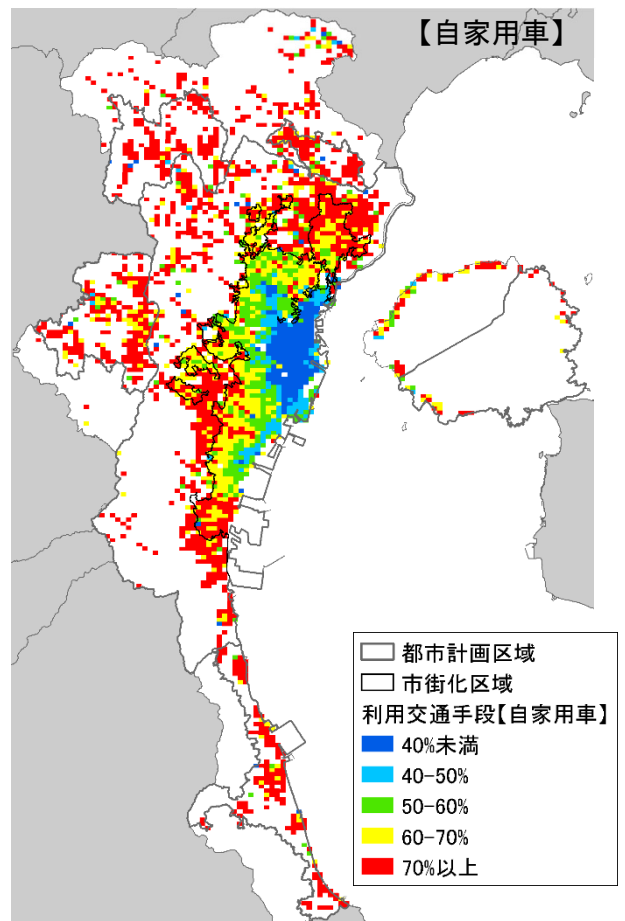 【自家用車】
都市計画区域
市街化区域
利用交通手段【自家用車】
40%未満
40-50%
50-60%
60-70%
70%以上